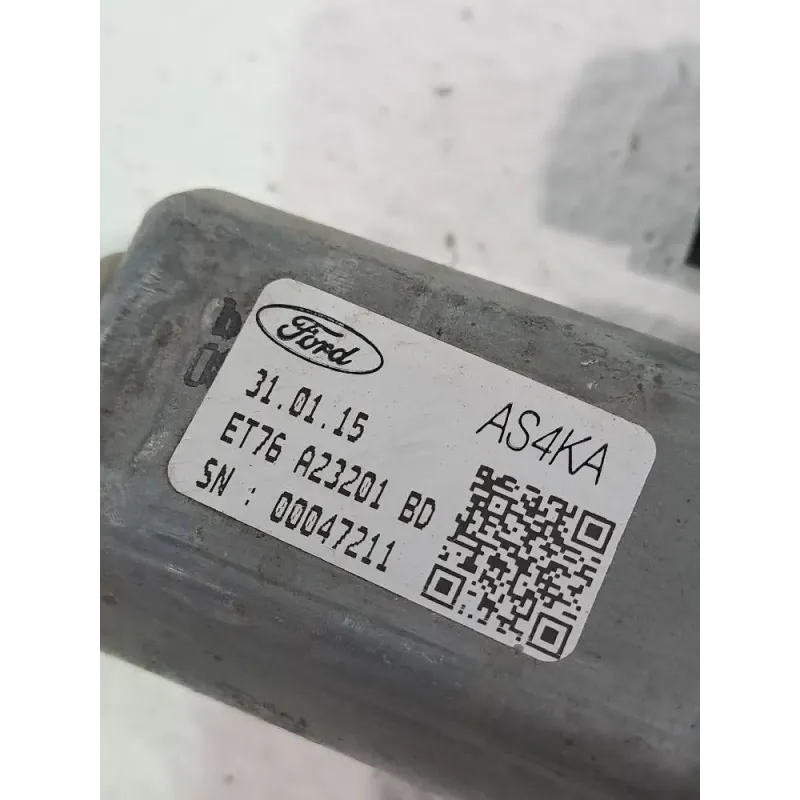 Ford
31.01.15
ET76 A23201 BD
SN : 00047211
AS4KA